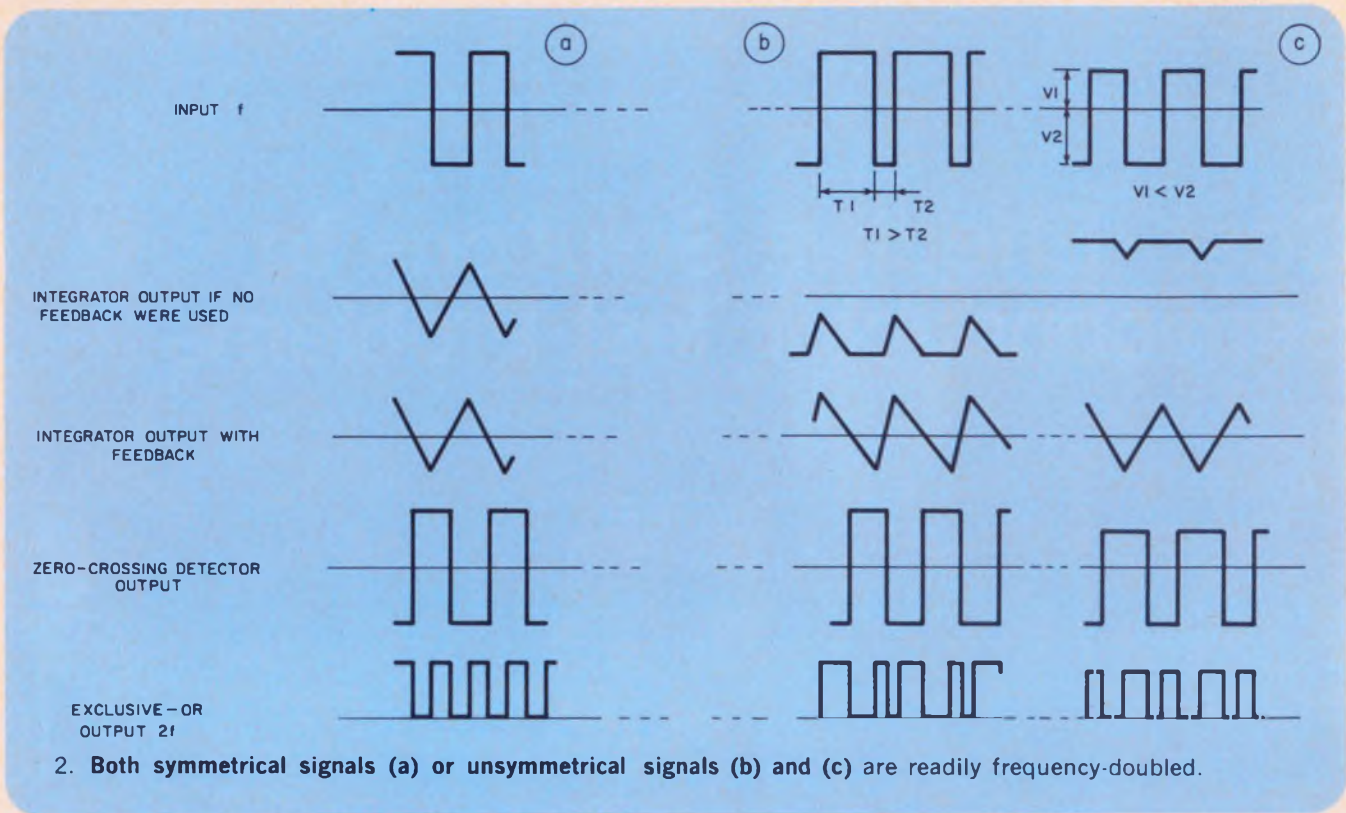 a
b
c
INPUT f
V1
V2
T1
T2
T1 > T2
V1 < V2
INTEGRATOR OUTPUT IF NO
FEEDBACK WERE USED
INTEGRATOR OUTPUT WITH
FEEDBACK
ZERO-CROSSING DETECTOR
OUTPUT
EXCLUSIVE-OR
OUTPUT 2f
2. Both symmetrical signals (a) or unsymmetrical signals (b) and (c) are readily frequency-doubled.